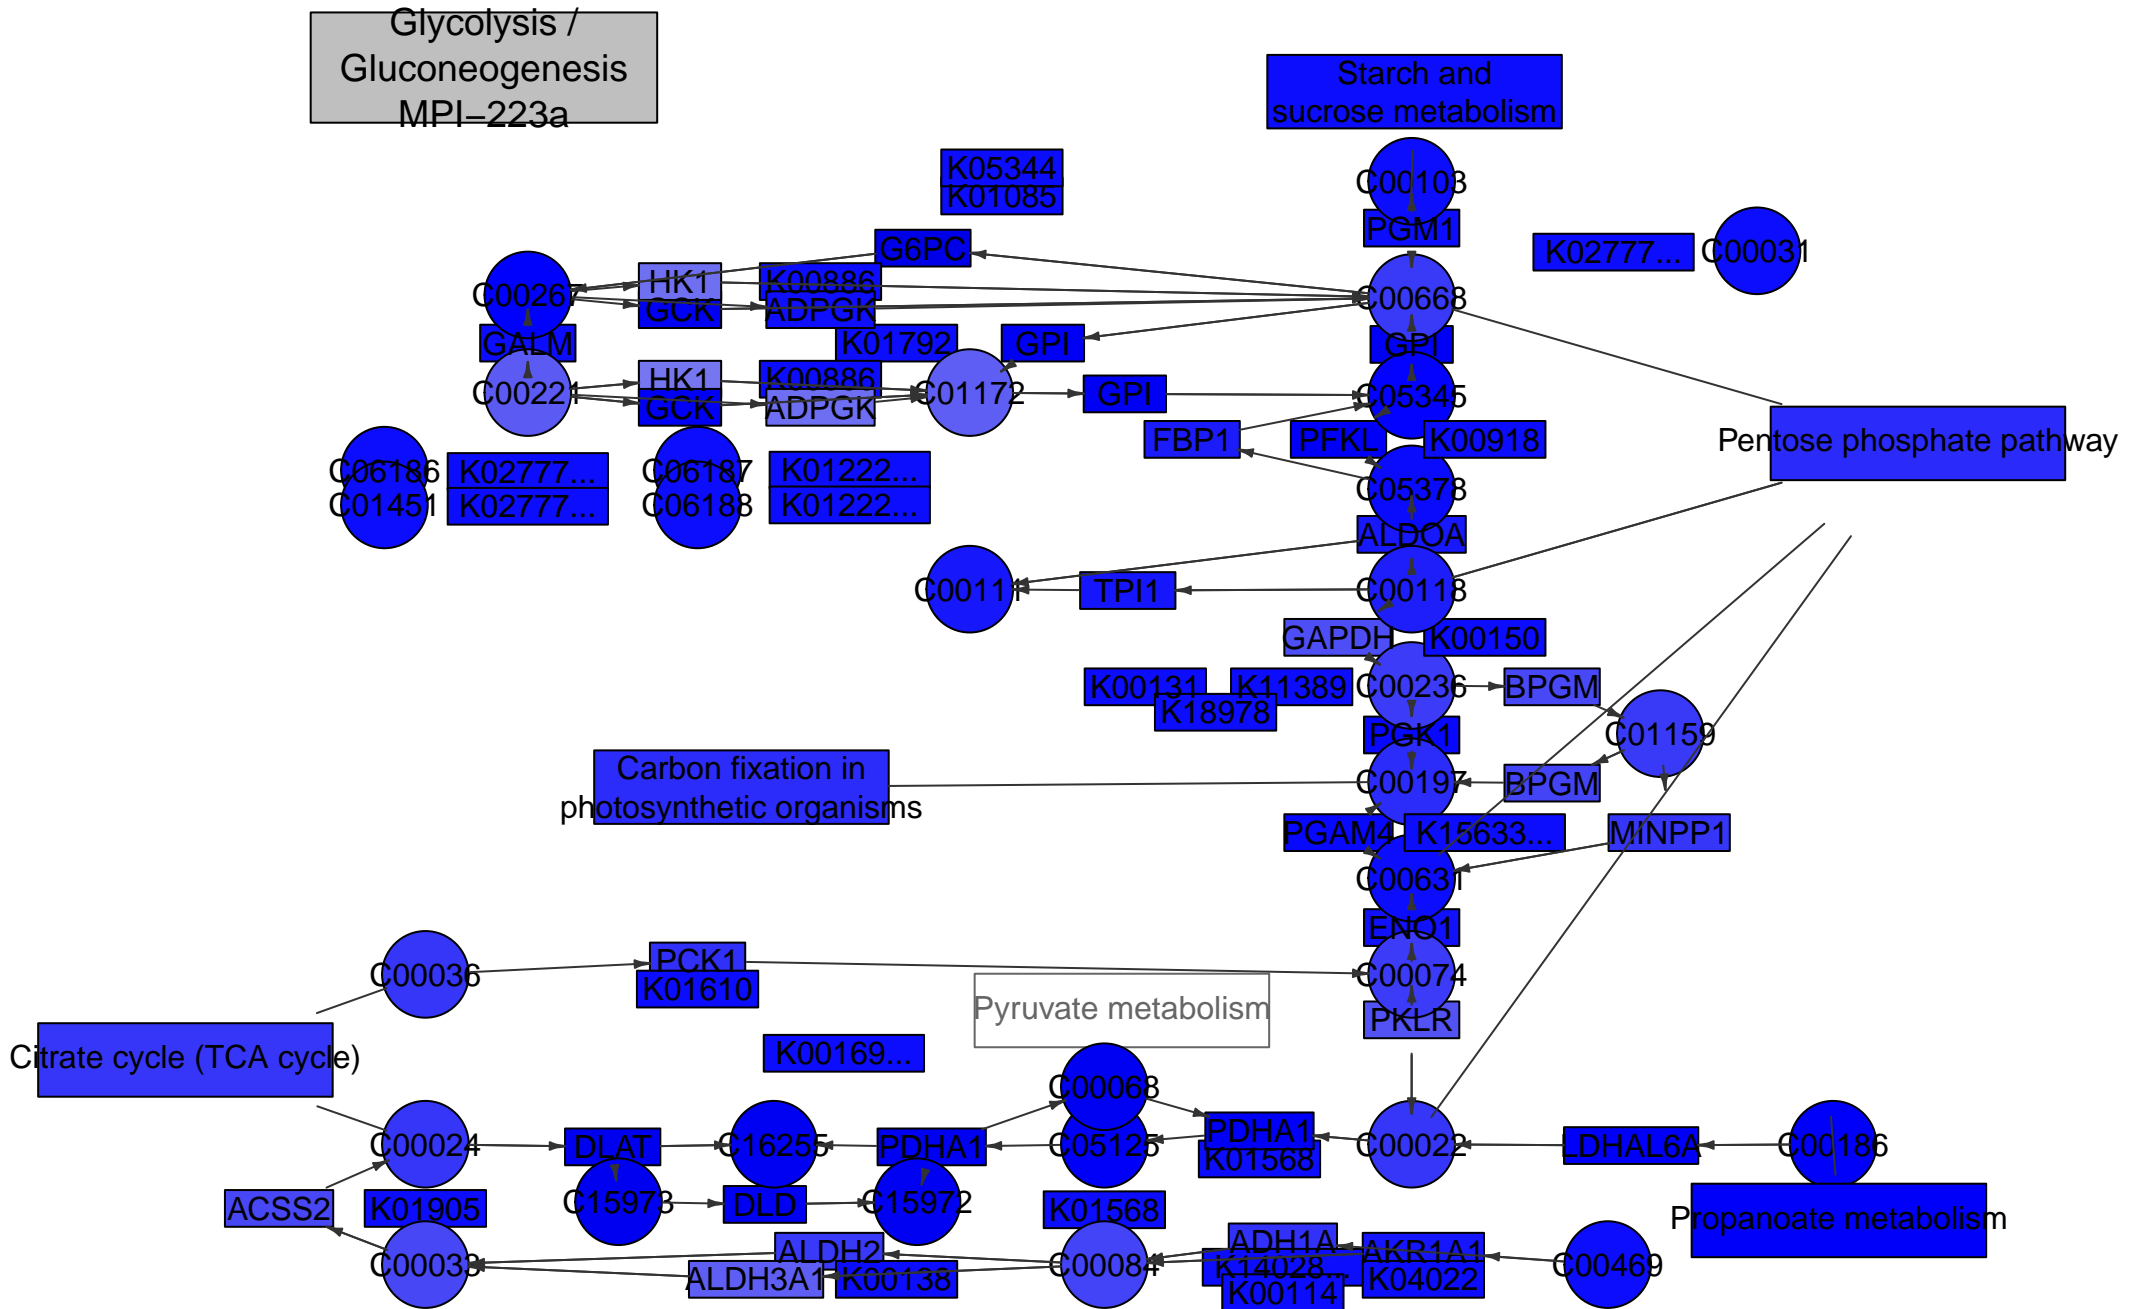 Glycolysis /
Gluconeogenesis
MPI−223a
Starch and
sucrose metabolism
K05344
K01085
C00103
PGM1
G6PC
K02777...
C00031
C00267
HK1
K00886
GCK
ADPGK
C00668
GALM
K01792
GPI
GPI
C00221
HK1
K00886
GCK
ADPGK
C01172
GPI
C05345
FBP1
PFKL
K00918
Pentose phosphate pathway
C06186
K02777...
C06187
K01222...
C05378
C01451
K02777...
C06188
K01222...
ALDOA
C00111
TPI1
C00118
GAPDH
K00150
K00131
K11389
C00236
BPGM
K18978
PGK1
C01159
Carbon fixation in
photosynthetic organisms
C00197
BPGM
PGAM4
K15633...
MINPP1
C00631
ENO1
C00036
PCK1
K01610
C00074
Pyruvate metabolism
PKLR
Citrate cycle (TCA cycle)
K00169...
C00068
C00024
DLAT
C16255
PDHA1
C05125
PDHA1
K01568
C00022
LDHAL6A
C00186
ACSS2
K01905
C15973
DLD
C15972
K01568
Propanoate metabolism
C00033
ALDH2
ALDH3A1
K00138
C00084
ADH1A
K14028...
K00114
AKR1A1
K04022
C00469